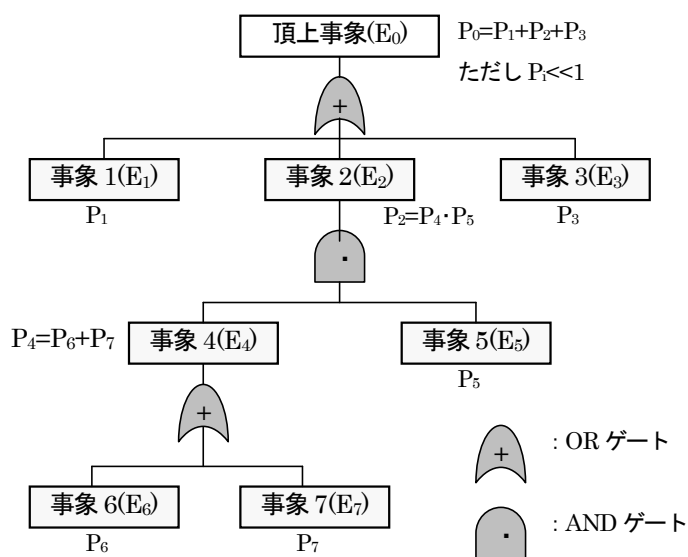 頂上事象(E₀)
P₀=P₁+P₂+P₃
ただし Pᵢ<<1
+
事象 1(E₁)
事象 2(E₂)
事象 3(E₃)
P₁
P₂=P₄·P₅
P₃
·
P₄=P₆+P₇
事象 4(E₄)
事象 5(E₅)
P₅
+
+
: OR ゲート
事象 6(E₆)
事象 7(E₇)
P₆
P₇
·
: AND ゲート